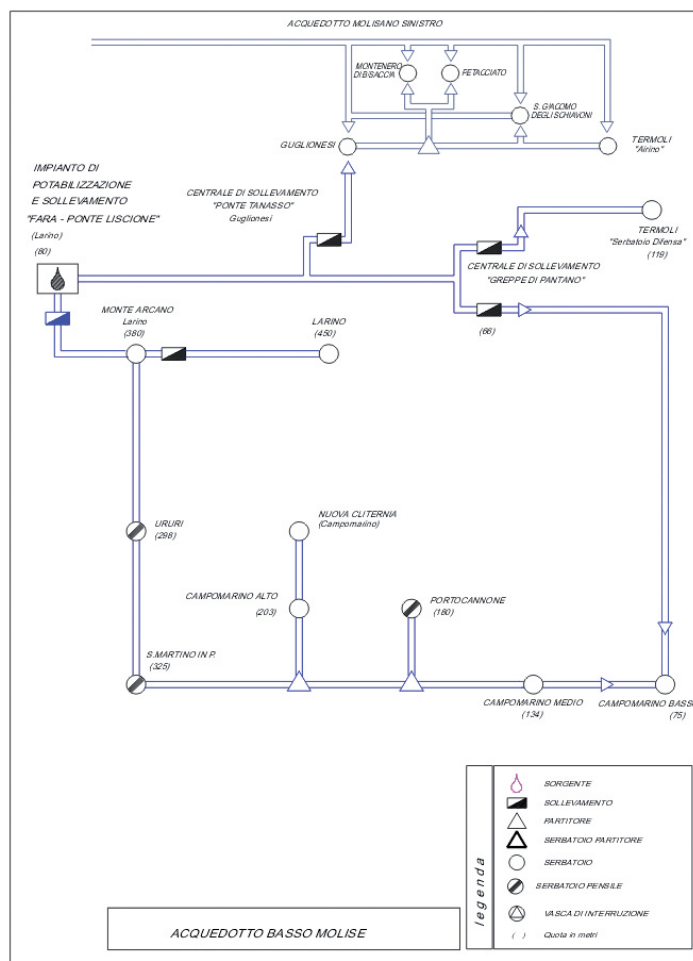 ACQUEDOTTO MOLISANO SINISTRO
MONTENERO
DI BISACCIA
PETACCIATO
S. GIACOMO
DEGLI SCHIAVONI
GUGLIONESI
TERMOLI
"Airino"
IMPIANTO DI
POTABILIZZAZIONE
E SOLLEVAMENTO
"FARA - PONTE LISCIONE"
(Larino)
(80)
CENTRALE DI SOLLEVAMENTO
"PONTE TANASSO"
Guglionesi
TERMOLI
"Serbatoio Difensa"
(119)
CENTRALE DI SOLLEVAMENTO
"GREPPE DI PANTANO"
(66)
MONTE ARCANO
Larino
(380)
LARINO
(450)
URURI
(298)
NUOVA CLITERNIA
(Campomarino)
CAMPOMARINO ALTO
(203)
PORTOCANNONE
(180)
S.MARTINO IN P.
(325)
CAMPOMARINO MEDIO
(134)
CAMPOMARINO BASSO
(75)
legenda
SORGENTE
SOLLEVAMENTO
PARTITORE
SERBATOIO PARTITORE
SERBATOIO
SERBATOIO PENSILE
VASCA DI INTERRUZIONE
( ) Quota in metri
ACQUEDOTTO BASSO MOLISE